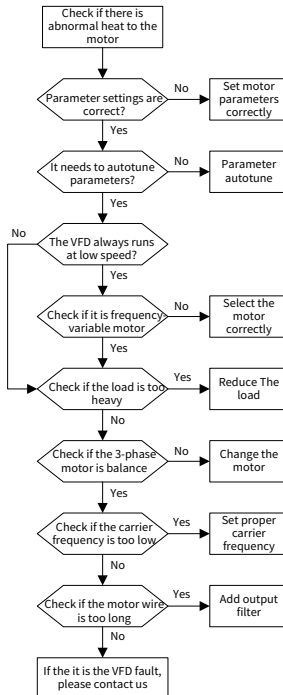 Check if there is
abnormal heat to the
motor
Parameter settings are
correct?
No
Set motor
parameters
correctly
Yes
It needs to autotune
parameters?
No
Parameter
autotune
Yes
No
The VFD always runs
at low speed?
Yes
Check if it is frequency-
variable motor
No
Select the
motor
correctly
Yes
Check if the load is too
heavy
Yes
Reduce The
load
No
Check if the 3-phase
motor is balance
No
Change the
motor
Yes
Check if the carrier
frequency is too low
Yes
Set proper
carrier
frequency
No
Check if the motor wire
is too long
Yes
Add output
filter
No
If the it is the VFD fault,
please contact us